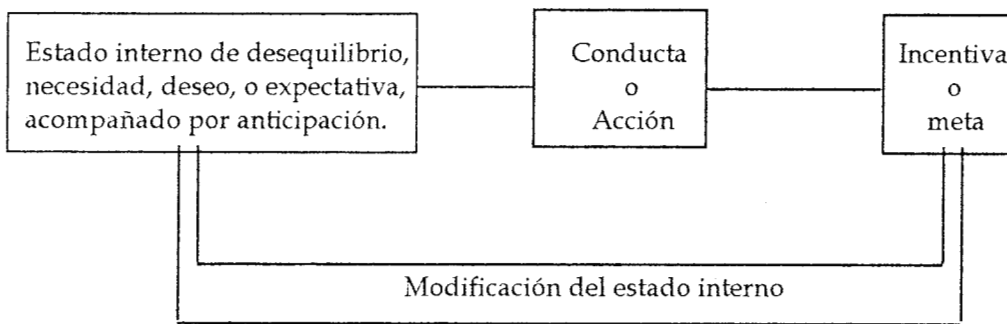 Estado interno de desequilibrio,
necesidad, deseo, o expectativa,
acompañado por anticipación.
Conducta
o
Acción
Incentiva
o
meta
Modificación del estado interno